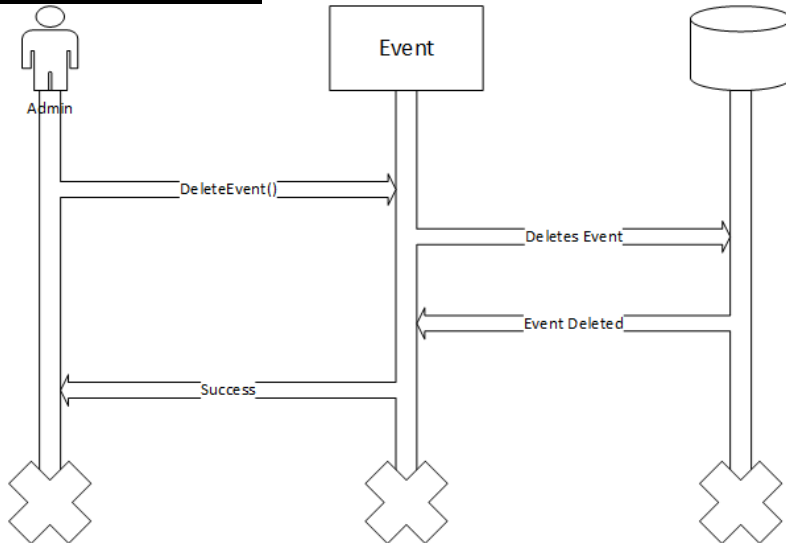 Event
Admin
DeleteEvent()
Deletes Event
Event Deleted
Success